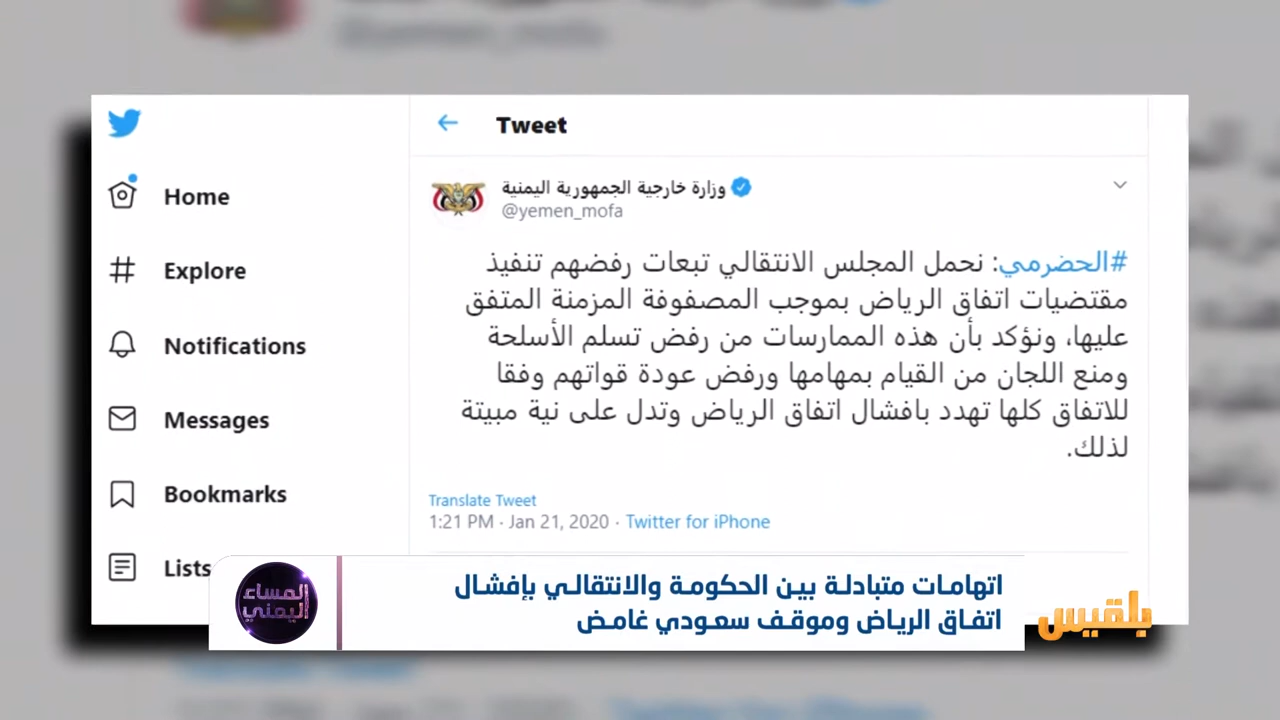 Tweet
Home
Explore
Notifications
Messages
Bookmarks
Lists
وزارة خارجية الجمهورية اليمنية
@yemen_mofa
#الحضرمي: نحمل المجلس الانتقالي تبعات رفضهم تنفيذ
مقتضيات اتفاق الرياض بموجب المصفوفة المزمنة المتفق
عليها، ونؤكد بأن هذه الممارسات من رفض تسلم الأسلحة
ومنع اللجان من القيام بمهامها ورفض عودة قواتهم وفقا
للاتفاق كلها تهدد بافشال اتفاق الرياض وتدل على نية مبيتة
لذلك.
Translate Tweet
1:21 PM · Jan 21, 2020 · Twitter for iPhone
المساء
اليمني
اتهامات متبادلة بين الحكومة والانتقالي بإفشال
اتفاق الرياض وموقف سعودي غامض
بلقيس